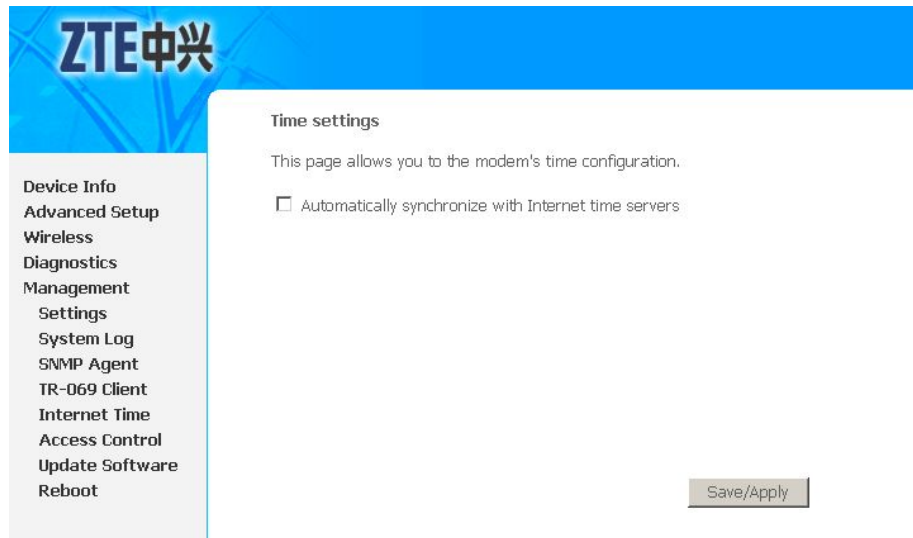 ZTE中兴
Time settings
This page allows you to the modem's time configuration.
Automatically synchronize with Internet time servers
Device Info
Advanced Setup
Wireless
Diagnostics
Management
Settings
System Log
SNMP Agent
TR-069 Client
Internet Time
Access Control
Update Software
Reboot
Save/Apply